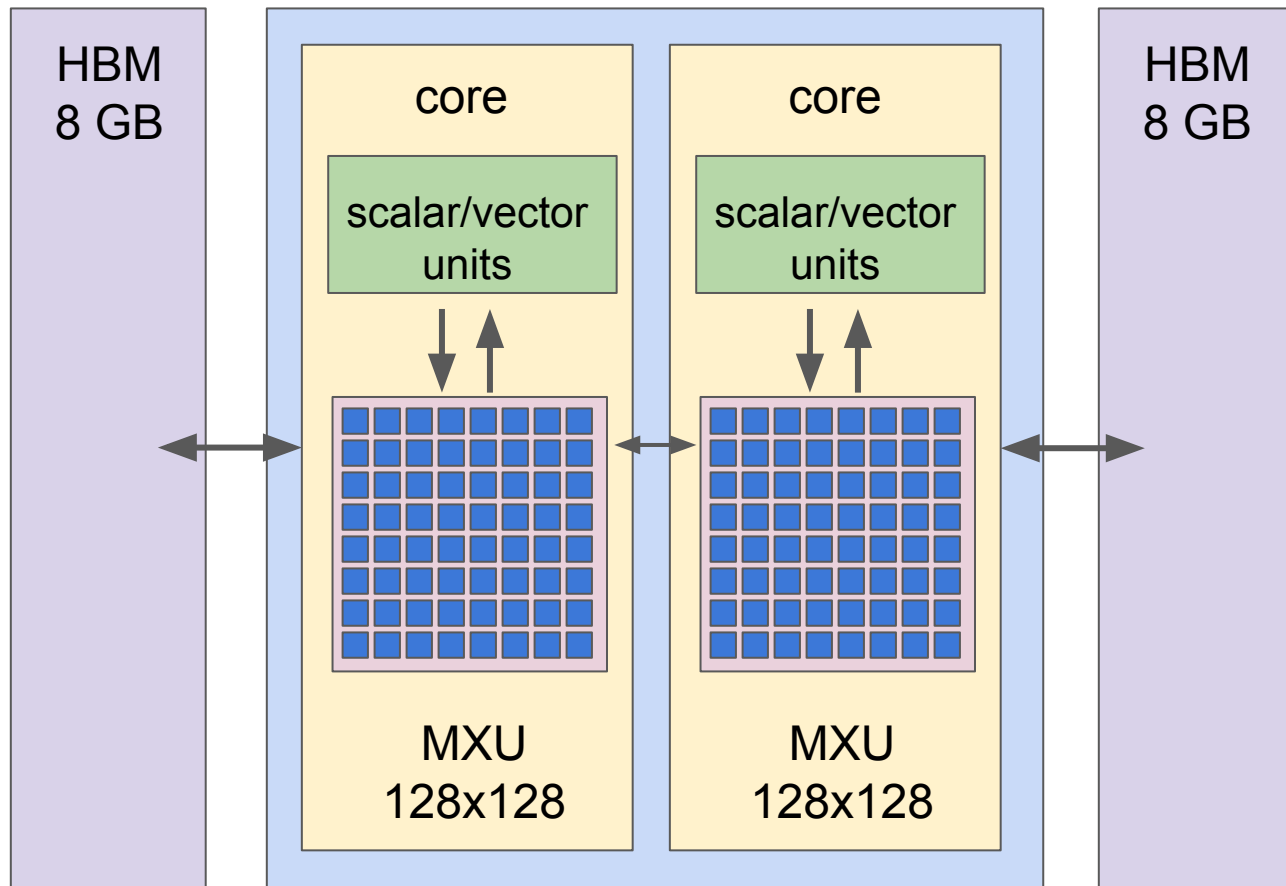 HBM
8 GB
core
scalar/vector
units
MXU
128x128
core
scalar/vector
units
MXU
128x128
HBM
8 GB